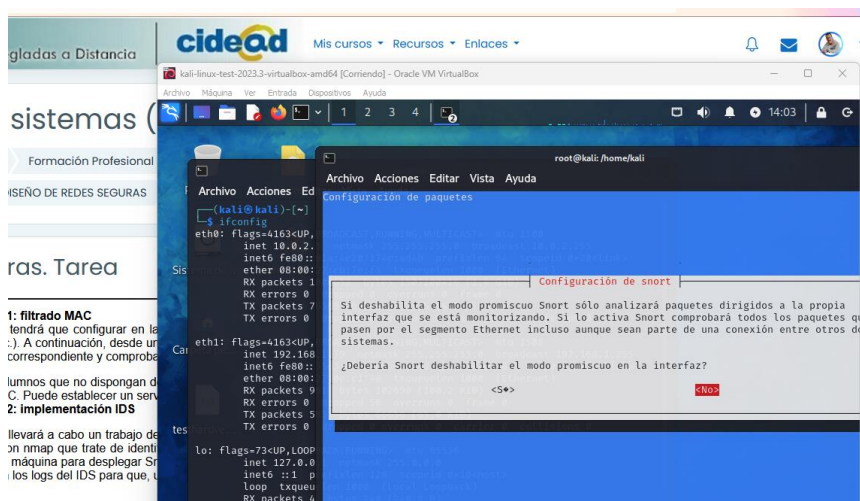 gladas a Distancia
cidead
Mis cursos
Recursos
Enlaces
kali-linux-test-2023.3-virtualbox-amd64 [Corriendo] - Oracle VM VirtualBox
Archivo Máquina Ver Entrada Dispositivos Ayuda
1 2 3 4
14:03
sistemas (
Formación Profesional
ISEÑO DE REDES SEGURAS
ras. Tarea
1: filtrado MAC
tendrá que configurar en la
.). A continuación, desde un
correspondiente y comproba
lumnos que no dispongan d
C. Puede establecer un serv
2: implementación IDS
llevará a cabo un trabajo de
on nmap que trate de identi
máquina para desplegar Sr
los logs del IDS para que, u
Sis
Car
tes
Archivo Acciones Ed
(kali㉿kali)-[~]
$ ifconfig
eth0: flags=4163<UP,
inet 10.0.2.
inet6 fe80::
ether 08:00:
RX packets 1
RX errors 0
TX packets 7
TX errors 0
eth1: flags=4163<UP,
inet 192.168
inet6 fe80::
ether 08:00:
RX packets 9
RX errors 0
TX packets 5
TX errors 0
lo: flags=73<UP,LOOP
inet 127.0.0
inet6 ::1 p
loop txqueu
RX packets 4
root@kali: /home/kali
Archivo Acciones Editar Vista Ayuda
Configuración de paquetes
Configuración de snort
Si deshabilita el modo promiscuo Snort sólo analizará paquetes dirigidos a la propia
interfaz que se está monitorizando. Si lo activa Snort comprobará todos los paquetes qu
pasen por el segmento Ethernet incluso aunque sean parte de una conexión entre otros do
sistemas.
¿Debería Snort deshabilitar el modo promiscuo en la interfaz?
<S�> <No>